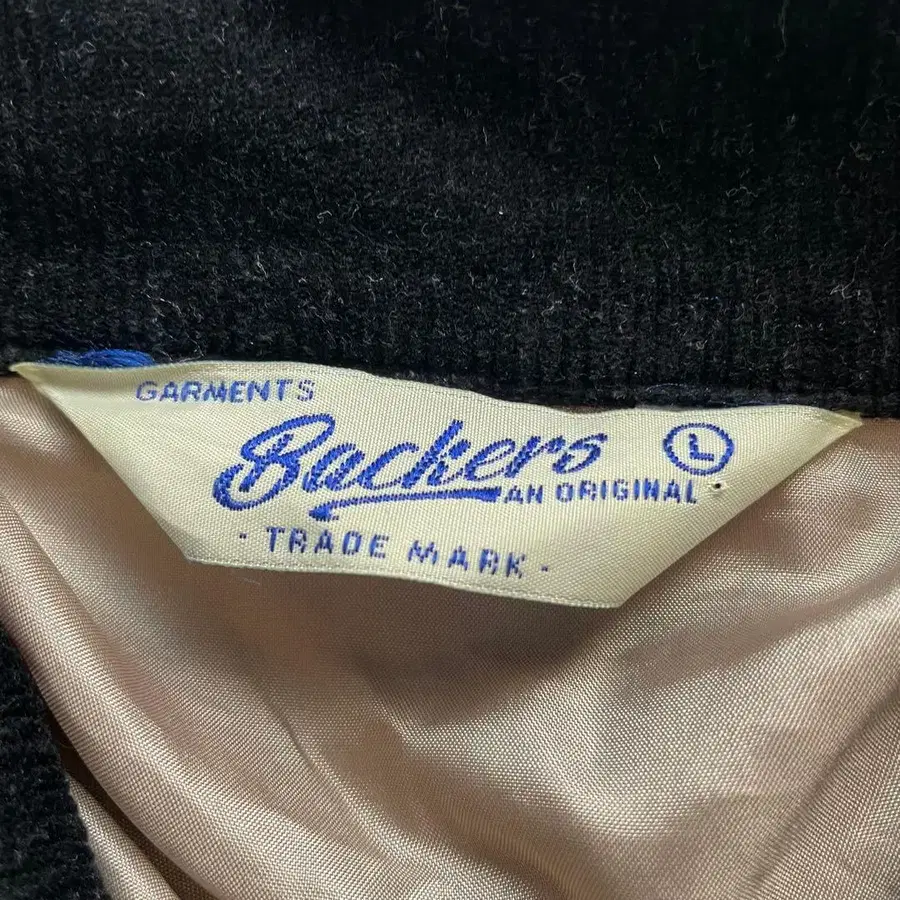 GARMENTS
Backers L
AN ORIGINAL
· TRADE MARK ·